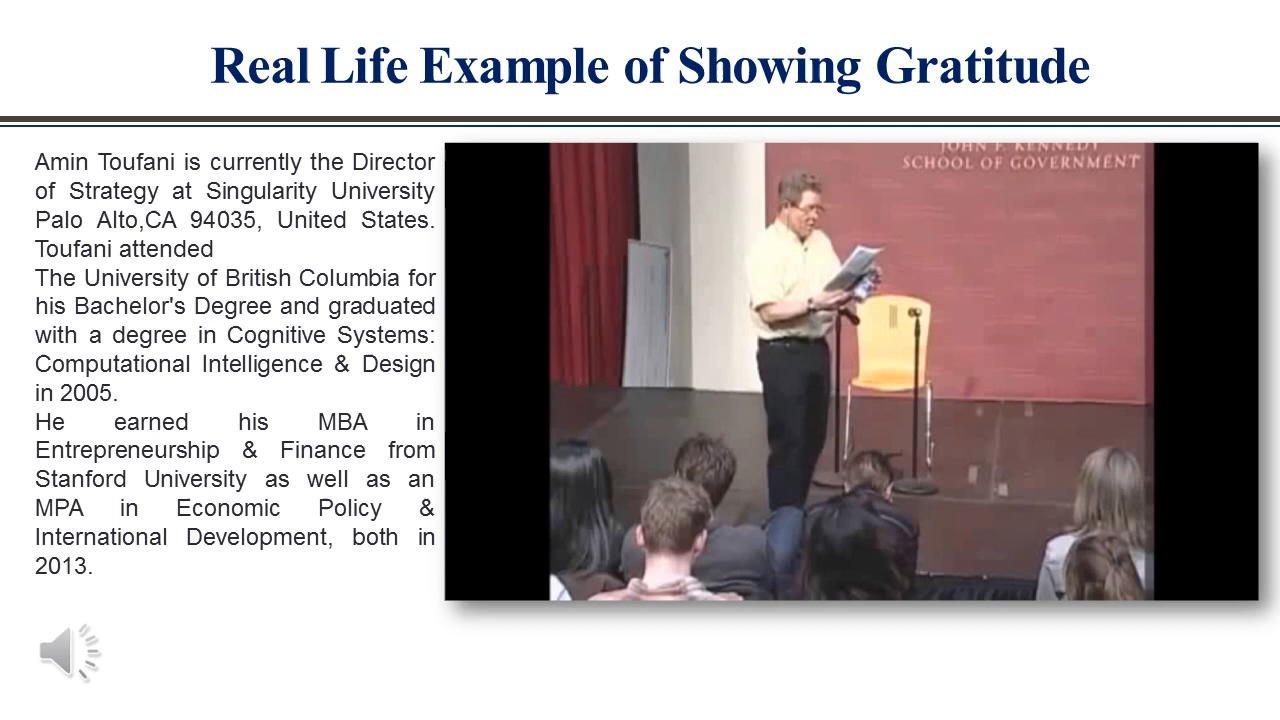 Real Life Example of Showing Gratitude
Amin Toufani is currently the Director
of Strategy at Singularity University
Palo Alto,CA 94035, United States.
Toufani attended
The University of British Columbia for
his Bachelor's Degree and graduated
with a degree in Cognitive Systems:
Computational Intelligence & Design
in 2005.
He earned his MBA in
Entrepreneurship & Finance from
Stanford University as well as an
MPA in Economic Policy &
International Development, both in
2013.
JOHN F. KENNEDY
SCHOOL OF GOVERNMENT